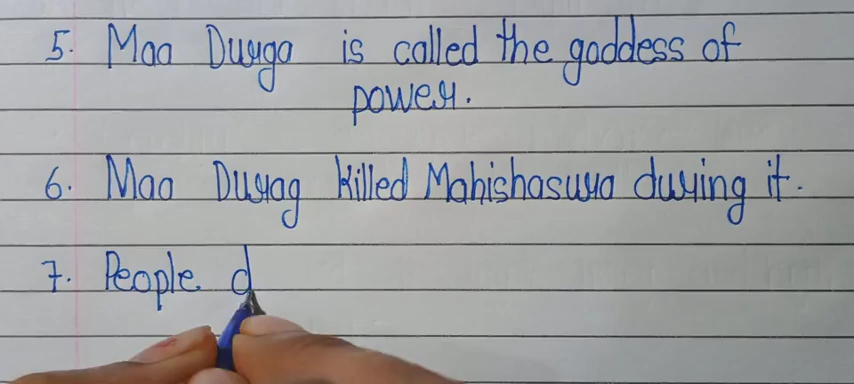 5. Maa Durga is called the goddess of
power.
6. Maa Durag killed Mahishasura during it.
7. People d